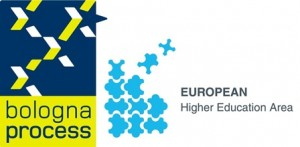 bologna
process
EUROPEAN
Higher Education Area